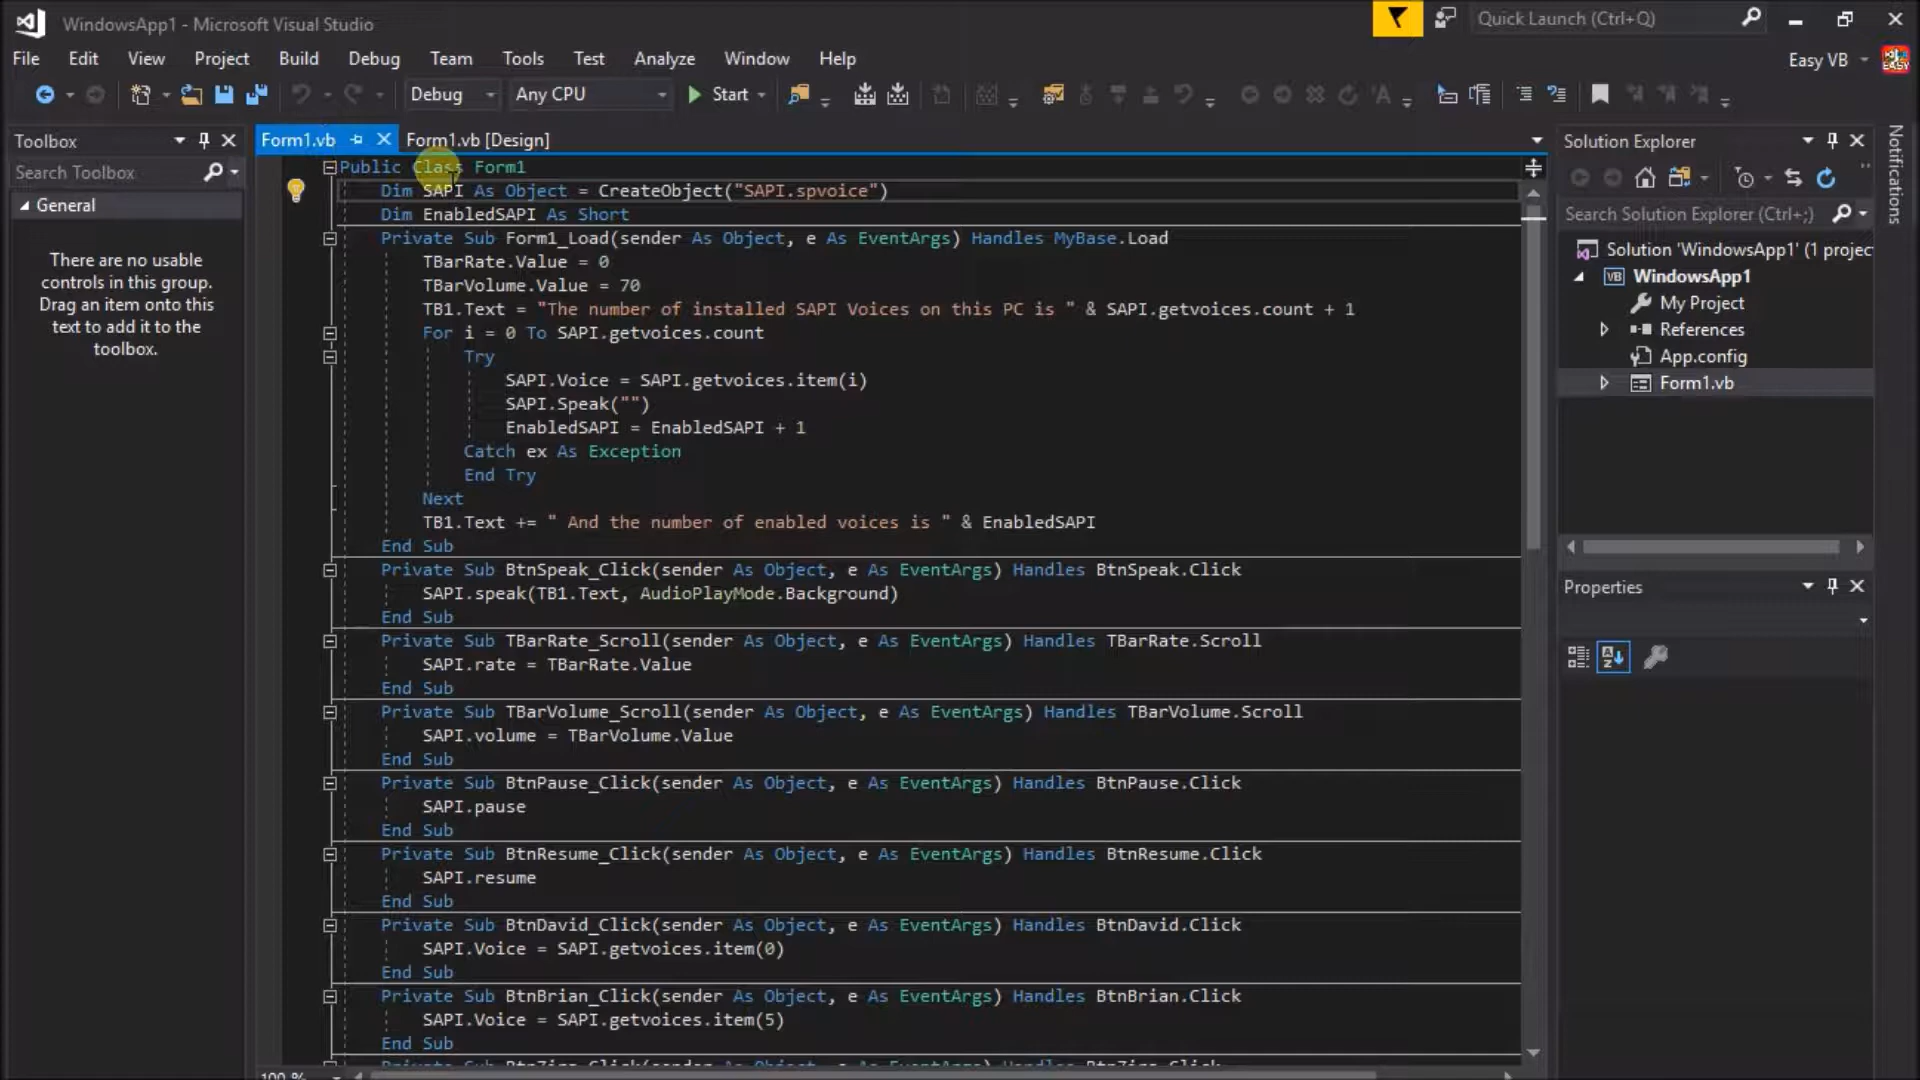 WindowsApp1 - Microsoft Visual Studio
Quick Launch (Ctrl+Q)
File Edit View Project Build Debug Team Tools Test Analyze Window Help
Easy VB
Debug Any CPU Start
Toolbox
Search Toolbox
General
There are no usable
controls in this group.
Drag an item onto this
text to add it to the
toolbox.
Form1.vb Form1.vb [Design]
Public Class Form1
Dim SAPI As Object = CreateObject("SAPI.spvoice")
Dim EnabledSAPI As Short
Private Sub Form1_Load(sender As Object, e As EventArgs) Handles MyBase.Load
TBarRate.Value = 0
TBarVolume.Value = 70
TB1.Text = "The number of installed SAPI Voices on this PC is " & SAPI.getvoices.count + 1
For i = 0 To SAPI.getvoices.count
Try
SAPI.Voice = SAPI.getvoices.item(i)
SAPI.Speak("")
EnabledSAPI = EnabledSAPI + 1
Catch ex As Exception
End Try
Next
TB1.Text += " And the number of enabled voices is " & EnabledSAPI
End Sub
Private Sub BtnSpeak_Click(sender As Object, e As EventArgs) Handles BtnSpeak.Click
SAPI.speak(TB1.Text, AudioPlayMode.Background)
End Sub
Private Sub TBarRate_Scroll(sender As Object, e As EventArgs) Handles TBarRate.Scroll
SAPI.rate = TBarRate.Value
End Sub
Private Sub TBarVolume_Scroll(sender As Object, e As EventArgs) Handles TBarVolume.Scroll
SAPI.volume = TBarVolume.Value
End Sub
Private Sub BtnPause_Click(sender As Object, e As EventArgs) Handles BtnPause.Click
SAPI.pause
End Sub
Private Sub BtnResume_Click(sender As Object, e As EventArgs) Handles BtnResume.Click
SAPI.resume
End Sub
Private Sub BtnDavid_Click(sender As Object, e As EventArgs) Handles BtnDavid.Click
SAPI.Voice = SAPI.getvoices.item(0)
End Sub
Private Sub BtnBrian_Click(sender As Object, e As EventArgs) Handles BtnBrian.Click
SAPI.Voice = SAPI.getvoices.item(5)
End Sub
Solution Explorer
Search Solution Explorer (Ctrl+;)
Solution 'WindowsApp1' (1 projec
WindowsApp1
My Project
References
App.config
Form1.vb
Properties
Notifications